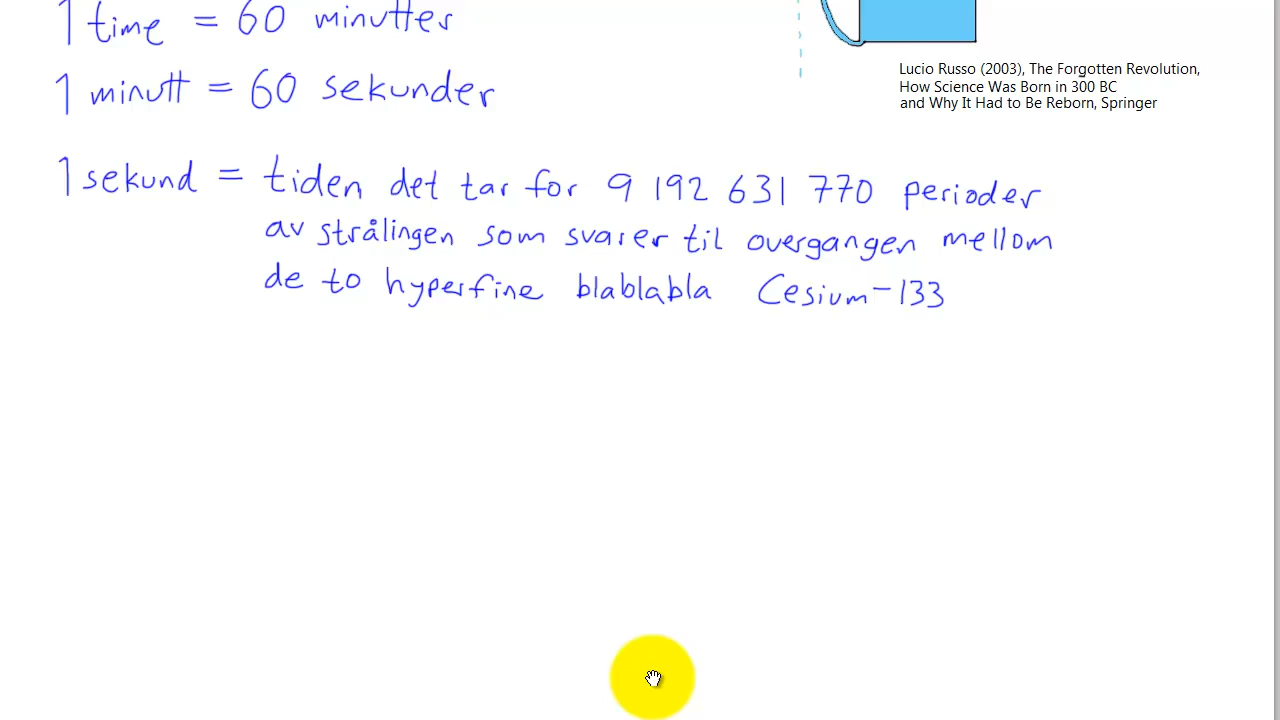 1 time = 60 minutter
1 minutt = 60 sekunder
Lucio Russo (2003), The Forgotten Revolution,
How Science Was Born in 300 BC
and Why It Had to Be Reborn, Springer
1 sekund = tiden det tar for 9 192 631 770 perioder
av strålingen som svarer til overgangen mellom
de to hyperfine blablabla Cesium-133